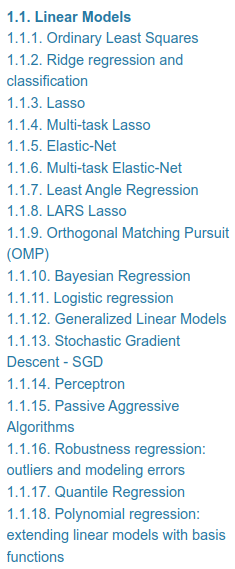 1.1. Linear Models
1.1.1. Ordinary Least Squares
1.1.2. Ridge regression and
classification
1.1.3. Lasso
1.1.4. Multi-task Lasso
1.1.5. Elastic-Net
1.1.6. Multi-task Elastic-Net
1.1.7. Least Angle Regression
1.1.8. LARS Lasso
1.1.9. Orthogonal Matching Pursuit
(OMP)
1.1.10. Bayesian Regression
1.1.11. Logistic regression
1.1.12. Generalized Linear Models
1.1.13. Stochastic Gradient
Descent - SGD
1.1.14. Perceptron
1.1.15. Passive Aggressive
Algorithms
1.1.16. Robustness regression:
outliers and modeling errors
1.1.17. Quantile Regression
1.1.18. Polynomial regression:
extending linear models with basis
functions